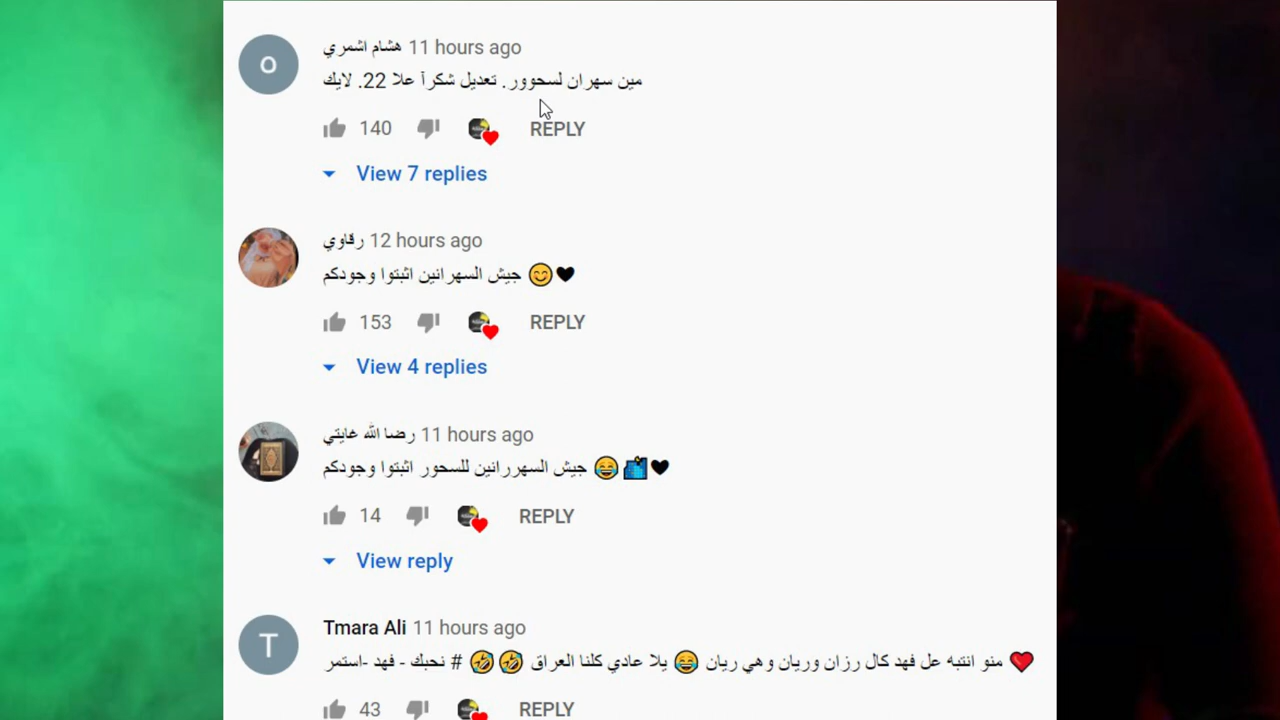 هشام اشمري 11 hours ago
مين سهران لسحوور. تعديل شكرآ علا 22. لايك
140 REPLY
View 7 replies
رقاوي 12 hours ago
جيش السهرانين اثبتوا وجودكم 😊🖤
153 REPLY
View 4 replies
رضا الله غايتي 11 hours ago
جيش السهررانين للسحور اثبتوا وجودكم 😂🌃🖤
14 REPLY
View reply
T
Tmara Ali 11 hours ago
❤️ منو انتبه عل فهد كال رزان وريان وهي ريان 😂 يلا عادي كلنا العراق 🤣🤣 # نحبك - فهد -استمر
43 REPLY